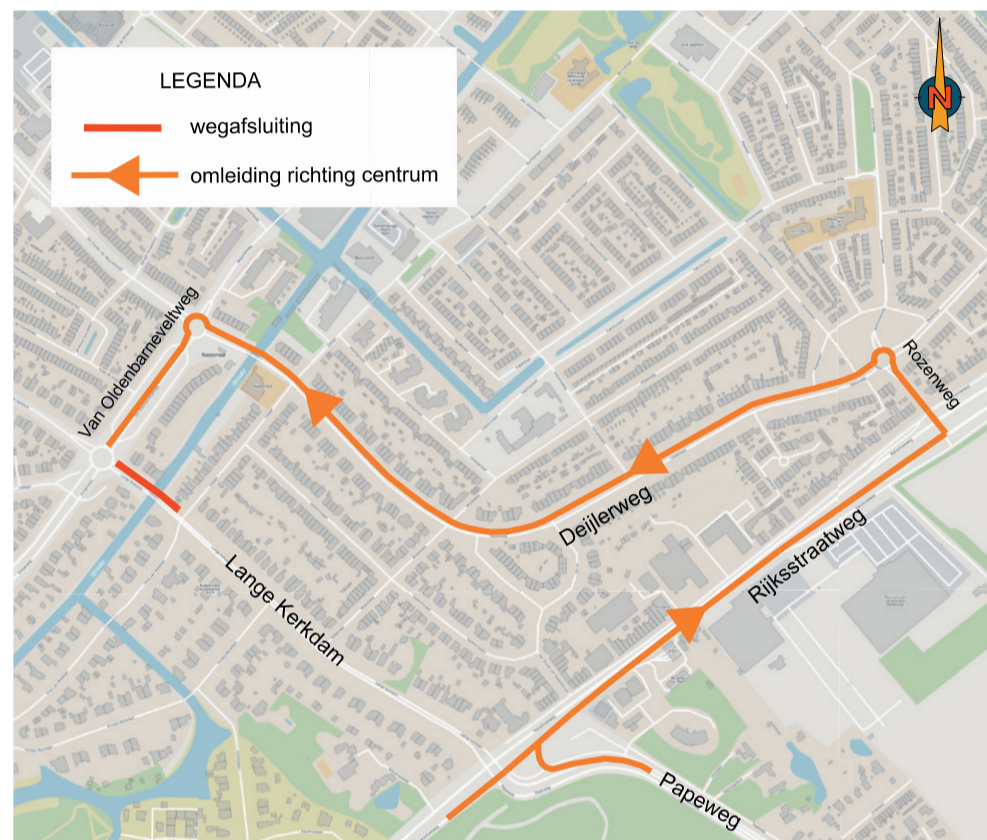 LEGENDA
wegafsluiting
omleiding richting centrum
N
Van Oldenbarneveltweg
Rozenweg
Deijlerweg
Rijksstraatweg
Lange Kerkdam
Papeweg